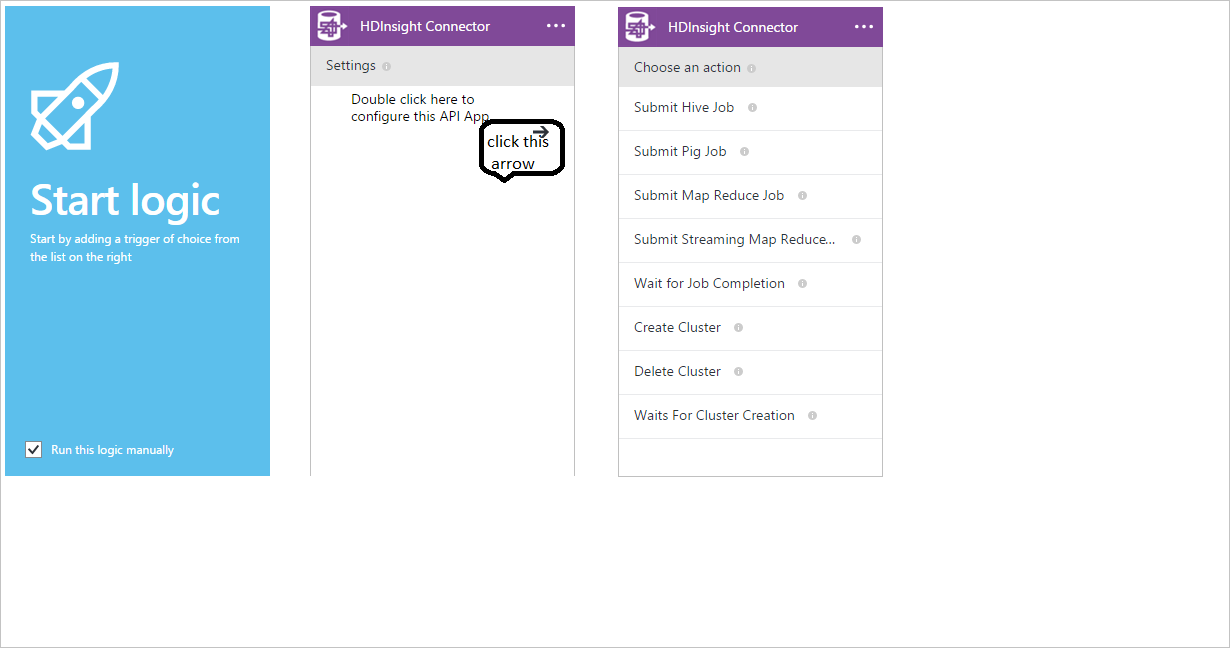 Start logic
Start by adding a trigger of choice from
the list on the right
Run this logic manually
HDInsight Connector
Settings
Double click here to
configure this API App
click this
arrow
HDInsight Connector
Choose an action
Submit Hive Job
Submit Pig Job
Submit Map Reduce Job
Submit Streaming Map Reduce...
Wait for Job Completion
Create Cluster
Delete Cluster
Waits For Cluster Creation